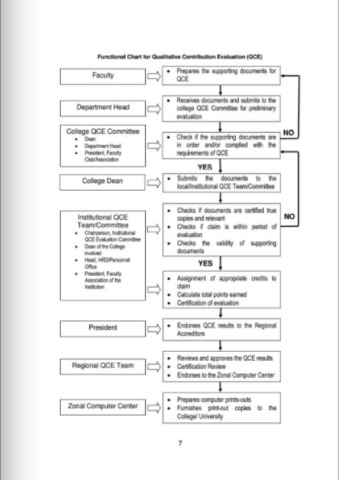 Functional Chart for Qualitative Contribution Evaluation (QCE)
Faculty
• Prepares the supporting documents for
QCE
Department Head
• Receives documents and submits to the
college QCE Committee for preliminary
evaluation
College QCE Committee
• Dean
• Department Head
• President, Faculty
Club/Association
• Check if the supporting documents are
in order and/or complied with the
requirements of QCE
NO
YES
College Dean
• Submits the documents to the
local/Institutional QCE Team/Committee
Institutional QCE
Team/Committee
• Chairperson, Institutional
QCE Evaluation Committee
• Dean of the College
Involved
• Head, HRD/Personnel
Office
• President, Faculty
Association of the
Institution
• Checks if documents are certified true
copies and relevant
• Checks if claim is within period of
evaluation
• Checks the validity of supporting
documents
NO
YES
• Assignment of appropriate credits to
claim
• Calculate total points earned
• Certification of evaluation
President
• Endorses QCE results to the Regional
Accreditors
Regional QCE Team
• Reviews and approves the QCE results
• Certification Review
• Endorses to the Zonal Computer Center
Zonal Computer Center
• Prepares computer prints-outs
• Furnishes print-out copies to the
College/ University
7